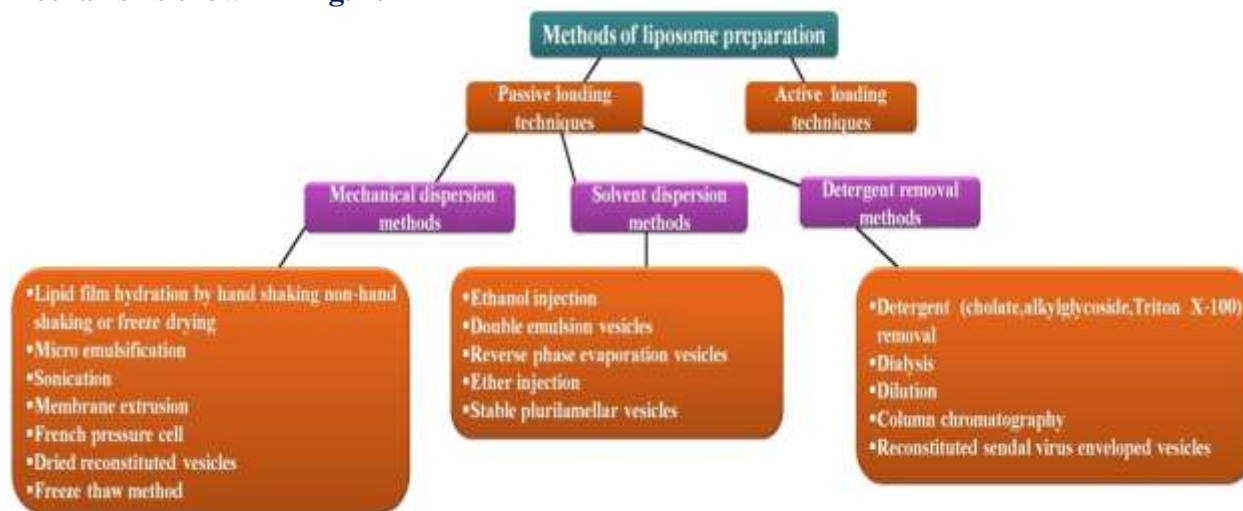 Methods of liposome preparation
Passive loading
techniques
Active loading
techniques
Mechanical dispersion
methods
Solvent dispersion
methods
Detergent removal
methods
▪Lipid film hydration by hand shaking non-hand
shaking or freeze drying
▪Micro emulsification
▪Sonication
▪Membrane extrusion
▪French pressure cell
▪Dried reconstituted vesicles
▪Freeze thaw method
▪Ethanol injection
▪Double emulsion vesicles
▪Reverse phase evaporation vesicles
▪Ether injection
▪Stable plurilamellar vesicles
▪Detergent (cholate,alkylglycoside,Triton X-100)
removal
▪Dialysis
▪Dilution
▪Column chromatography
▪Reconstituted sendal virus enveloped vesicles